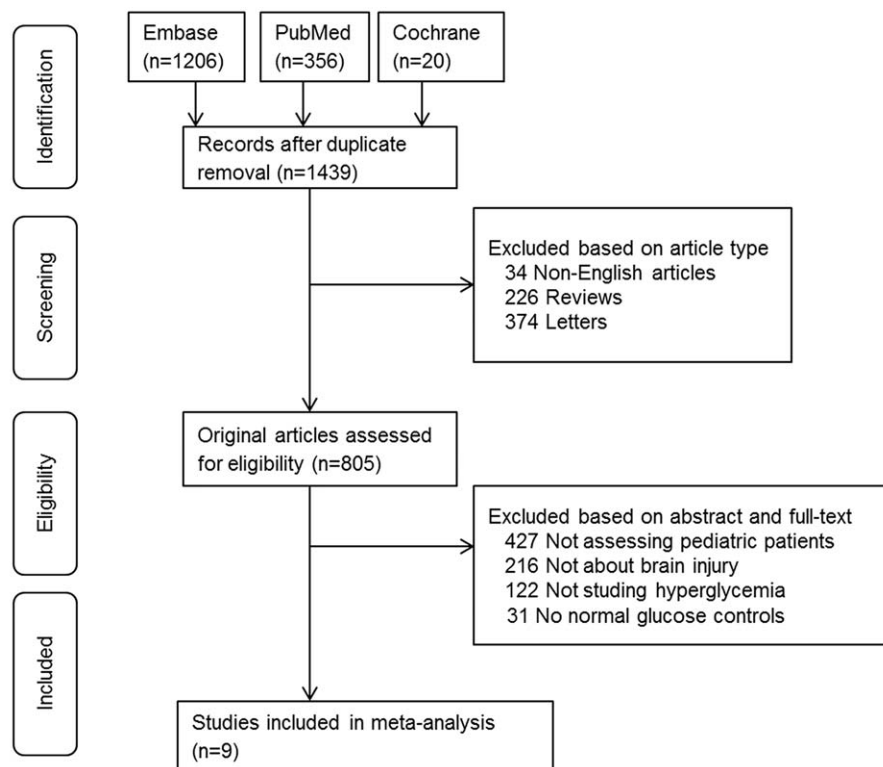 Identification
Embase
(n=1206)
PubMed
(n=356)
Cochrane
(n=20)
Records after duplicate
removal (n=1439)
Screening
Excluded based on article type
34 Non-English articles
226 Reviews
374 Letters
Eligibility
Original articles assessed
for eligibility (n=805)
Excluded based on abstract and full-text
427 Not assessing pediatric patients
216 Not about brain injury
122 Not studing hyperglycemia
31 No normal glucose controls
Included
Studies included in meta-analysis
(n=9)